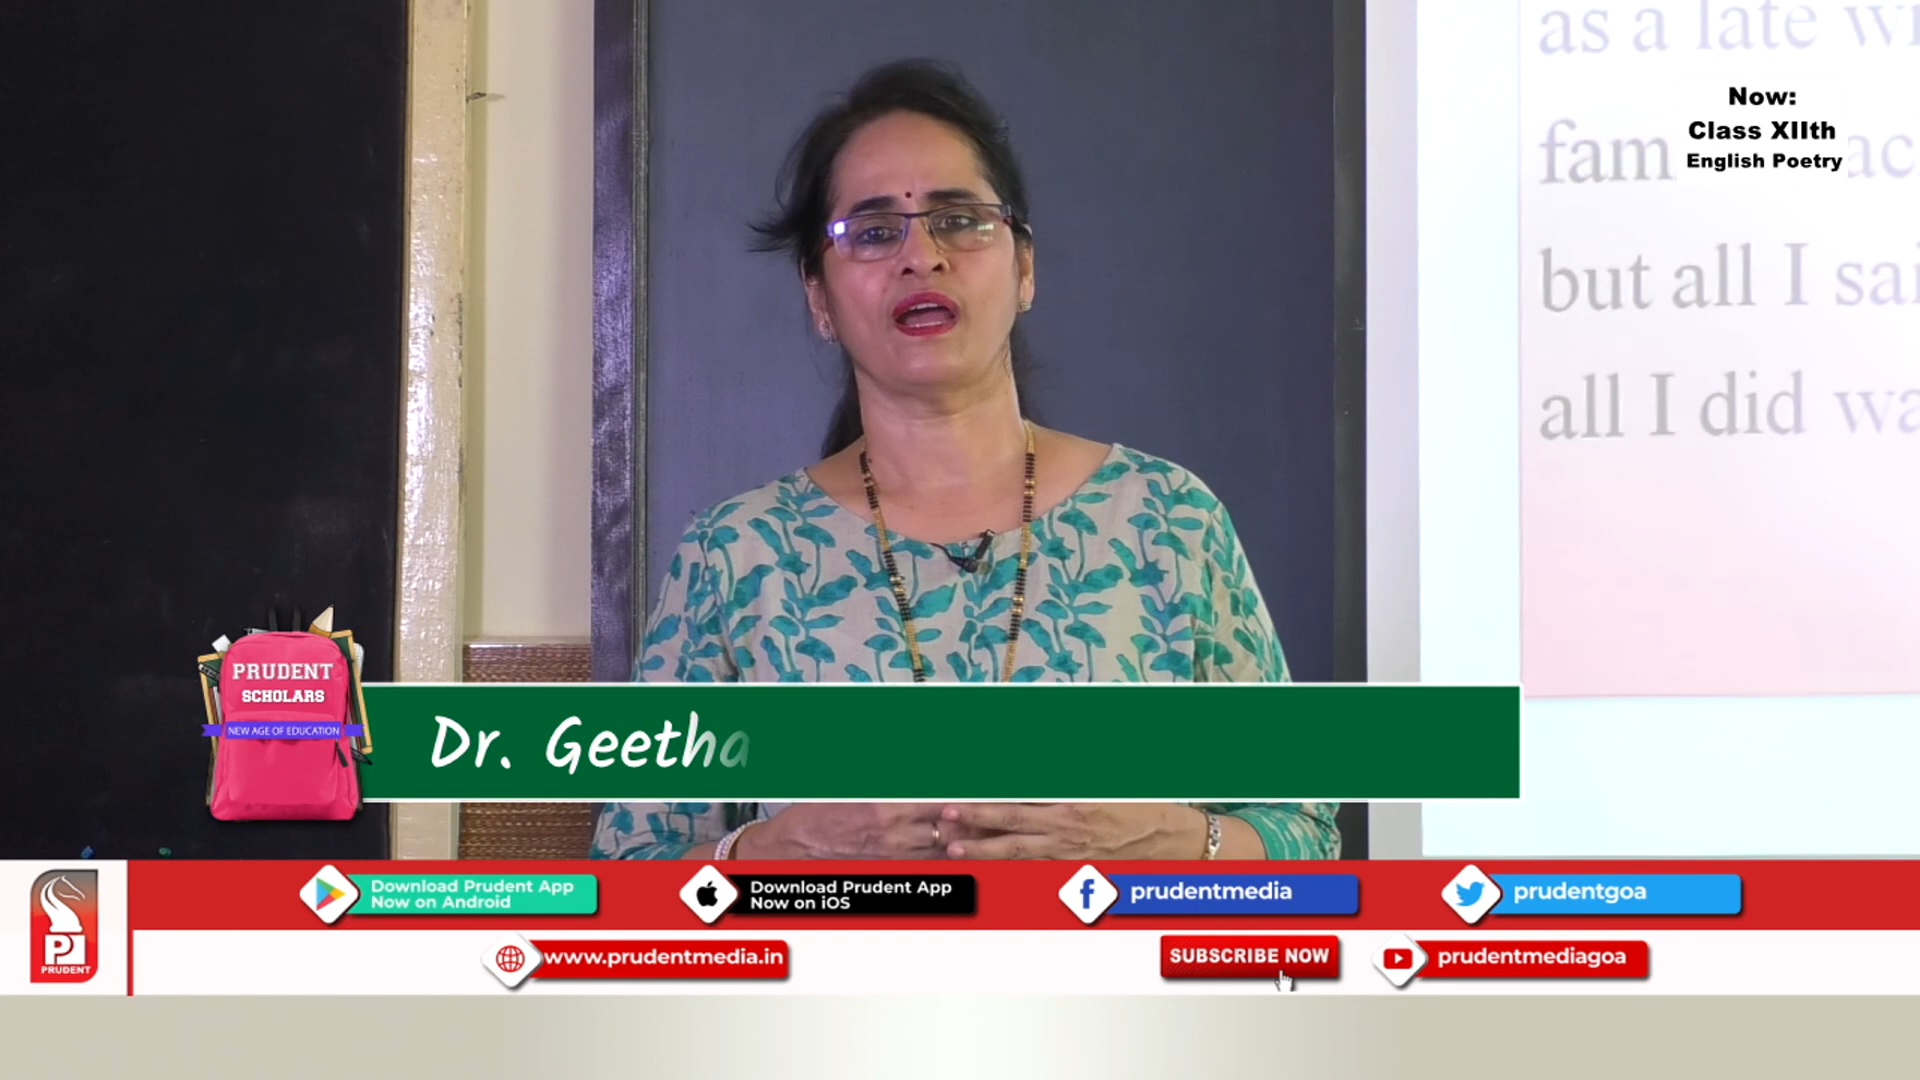 as a late
Now:
Class XIIth
English Poetry
fam
but all I
all I did
PRUDENT
SCHOLARS
NEW AGE OF EDUCATION
Dr. Geetha
Download Prudent App
Now on Android
Download Prudent App
Now on iOS
prudentmedia
prudentgoa
PRUDENT
www.prudentmedia.in
SUBSCRIBE NOW
prudentmediagoa